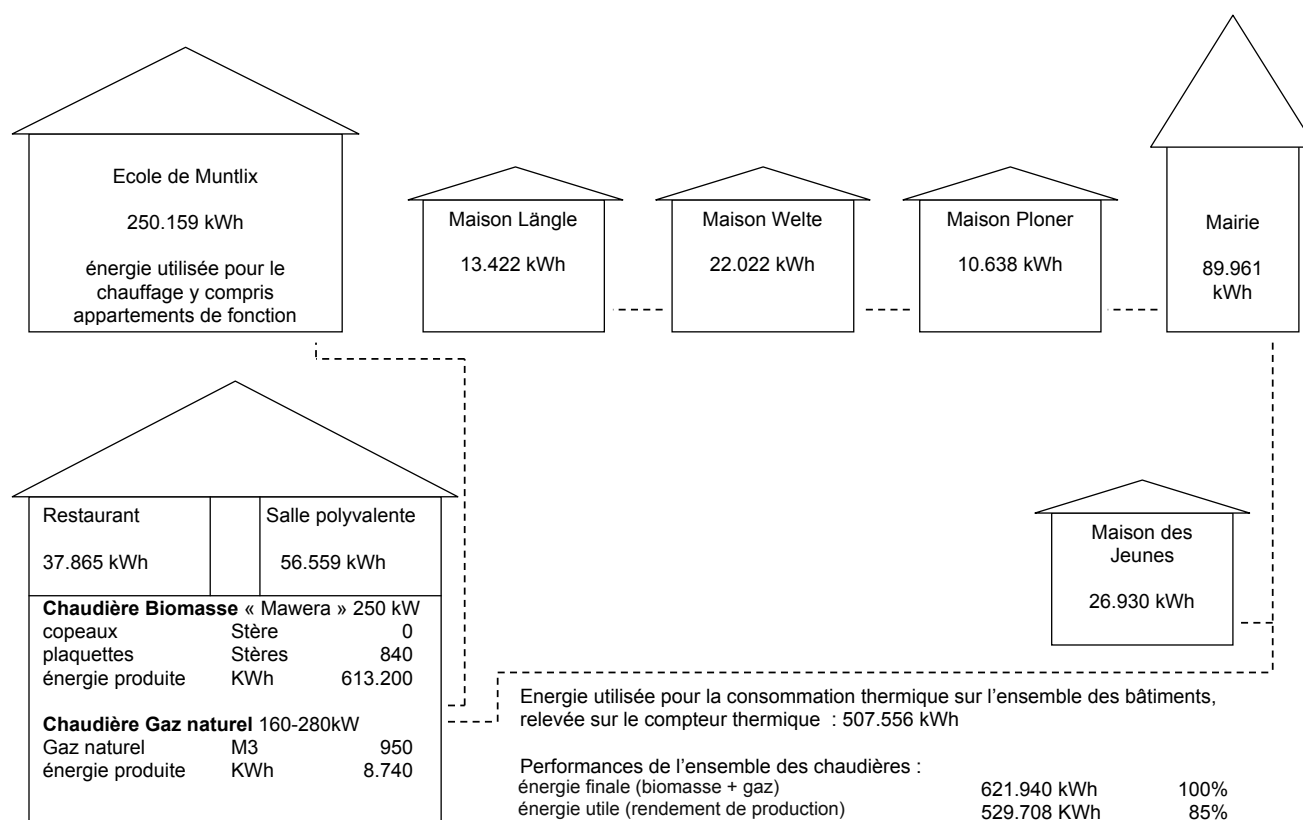 Ecole de Muntlix
250.159 kWh
énergie utilisée pour le
chauffage y compris
appartements de fonction
Maison Längle
13.422 kWh
Maison Welte
22.022 kWh
Maison Ploner
10.638 kWh
Mairie
89.961
kWh
Restaurant
37.865 kWh
Salle polyvalente
56.559 kWh
Chaudière Biomasse « Mawera » 250 kW
copeaux Stère 0
plaquettes Stères 840
énergie produite KWh 613.200
Chaudière Gaz naturel 160-280kW
Gaz naturel M3 950
énergie produite KWh 8.740
Maison des
Jeunes
26.930 kWh
Energie utilisée pour la consommation thermique sur l'ensemble des bâtiments,
relevée sur le compteur thermique : 507.556 kWh
Performances de l'ensemble des chaudières :
énergie finale (biomasse + gaz) 621.940 kWh 100%
énergie utile (rendement de production) 529.708 KWh 85%